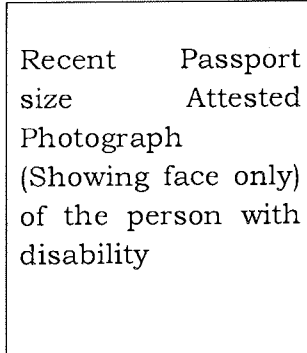 Recent Passport
size Attested
Photograph
(Showing face only)
of the person with
disability